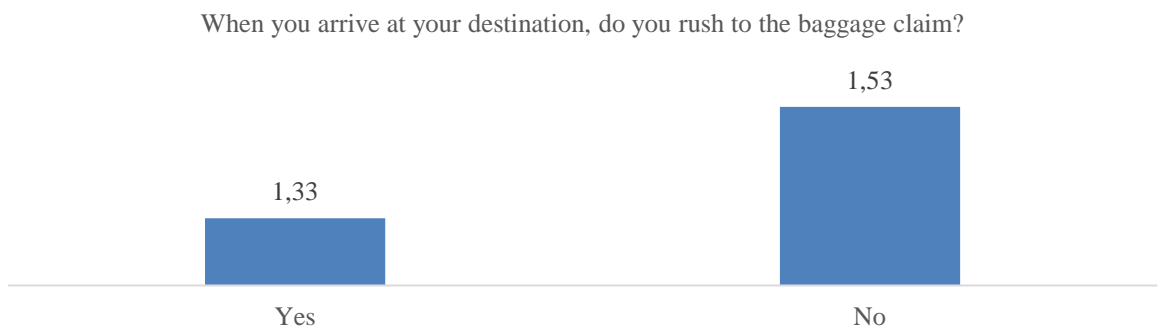 When you arrive at your destination, do you rush to the baggage claim?
1,53
1,33
Yes No